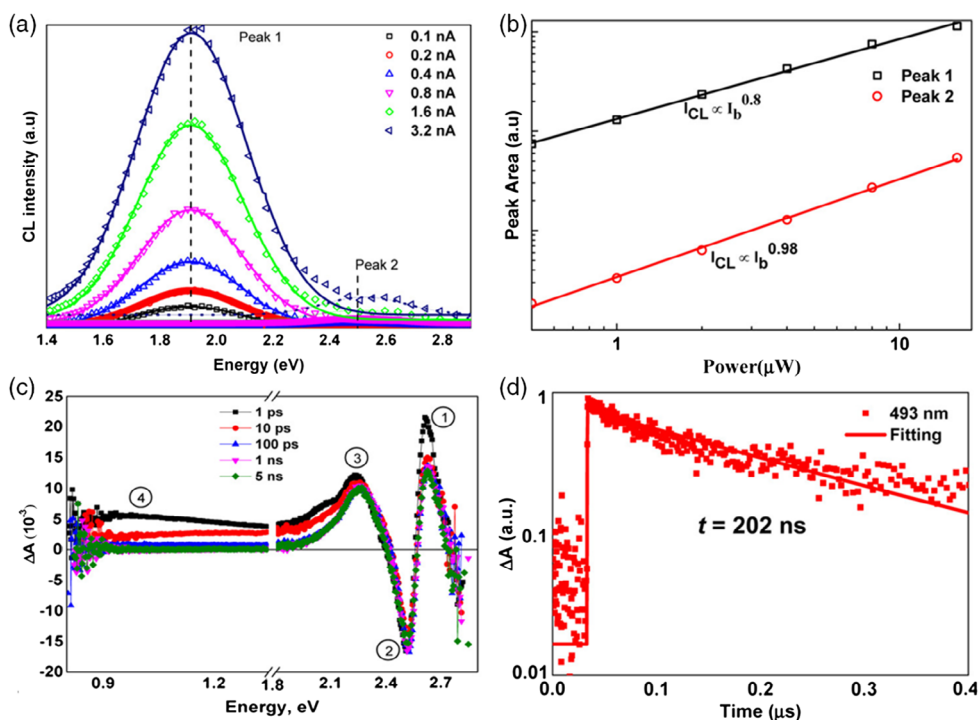 (a)
CL intensity (a.u)
Peak 1
0.1 nA
0.2 nA
0.4 nA
0.8 nA
1.6 nA
3.2 nA
Peak 2
1.4 1.6 1.8 2.0 2.2 2.4 2.6 2.8
Energy (eV)
(b)
Peak Area (a.u)
Peak 1
Peak 2
I_CL ∝ I_b^0.8
I_CL ∝ I_b^0.98
1 10
Power(μW)
(c)
ΔA (10⁻³)
25
20
15
10
5
0
-5
-10
-15
-20
1 ps
10 ps
100 ps
1 ns
5 ns
①
③
④
②
0.9 1.2 1.8 2.1 2.4 2.7
Energy, eV
(d)
ΔA (a.u.)
1
0.1
0.01
493 nm
Fitting
t = 202 ns
0.0 0.1 0.2 0.3 0.4
Time (μs)